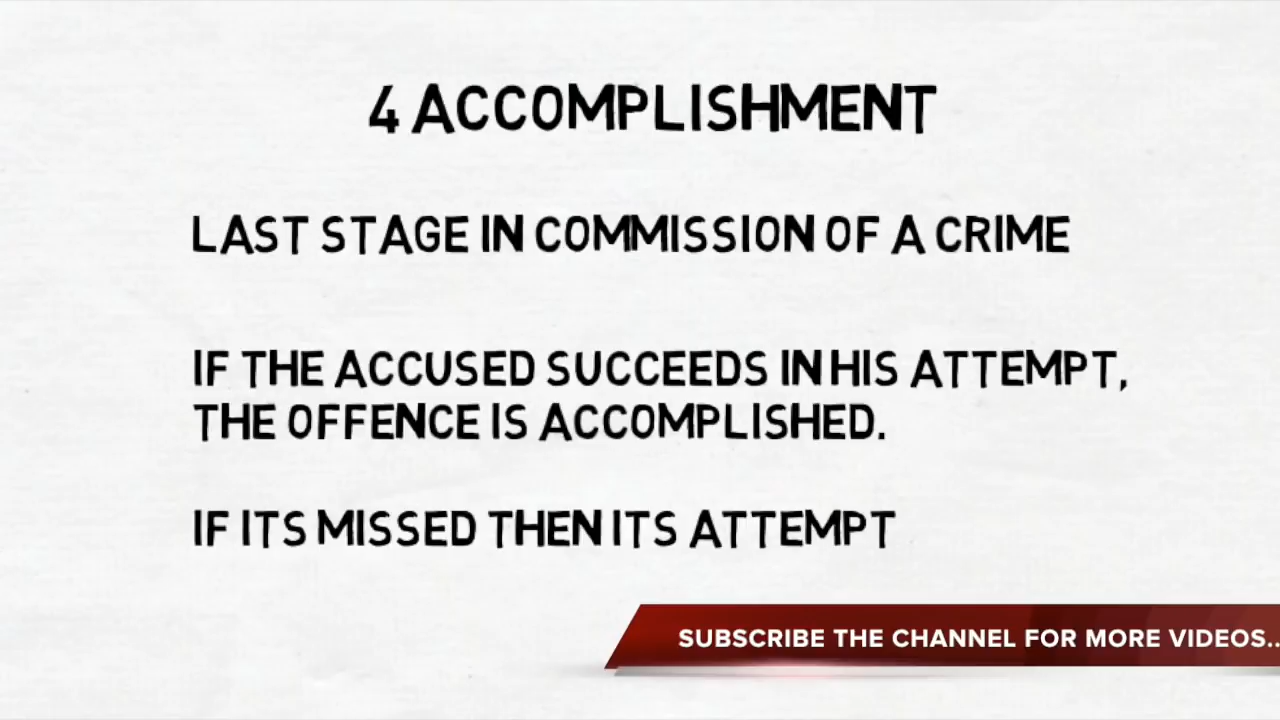 4 ACCOMPLISHMENT
LAST STAGE IN COMMISSION OF A CRIME
IF THE ACCUSED SUCCEEDS IN HIS ATTEMPT,
THE OFFENCE IS ACCOMPLISHED.
IF ITS MISSED THEN ITS ATTEMPT
SUBSCRIBE THE CHANNEL FOR MORE VIDEOS..